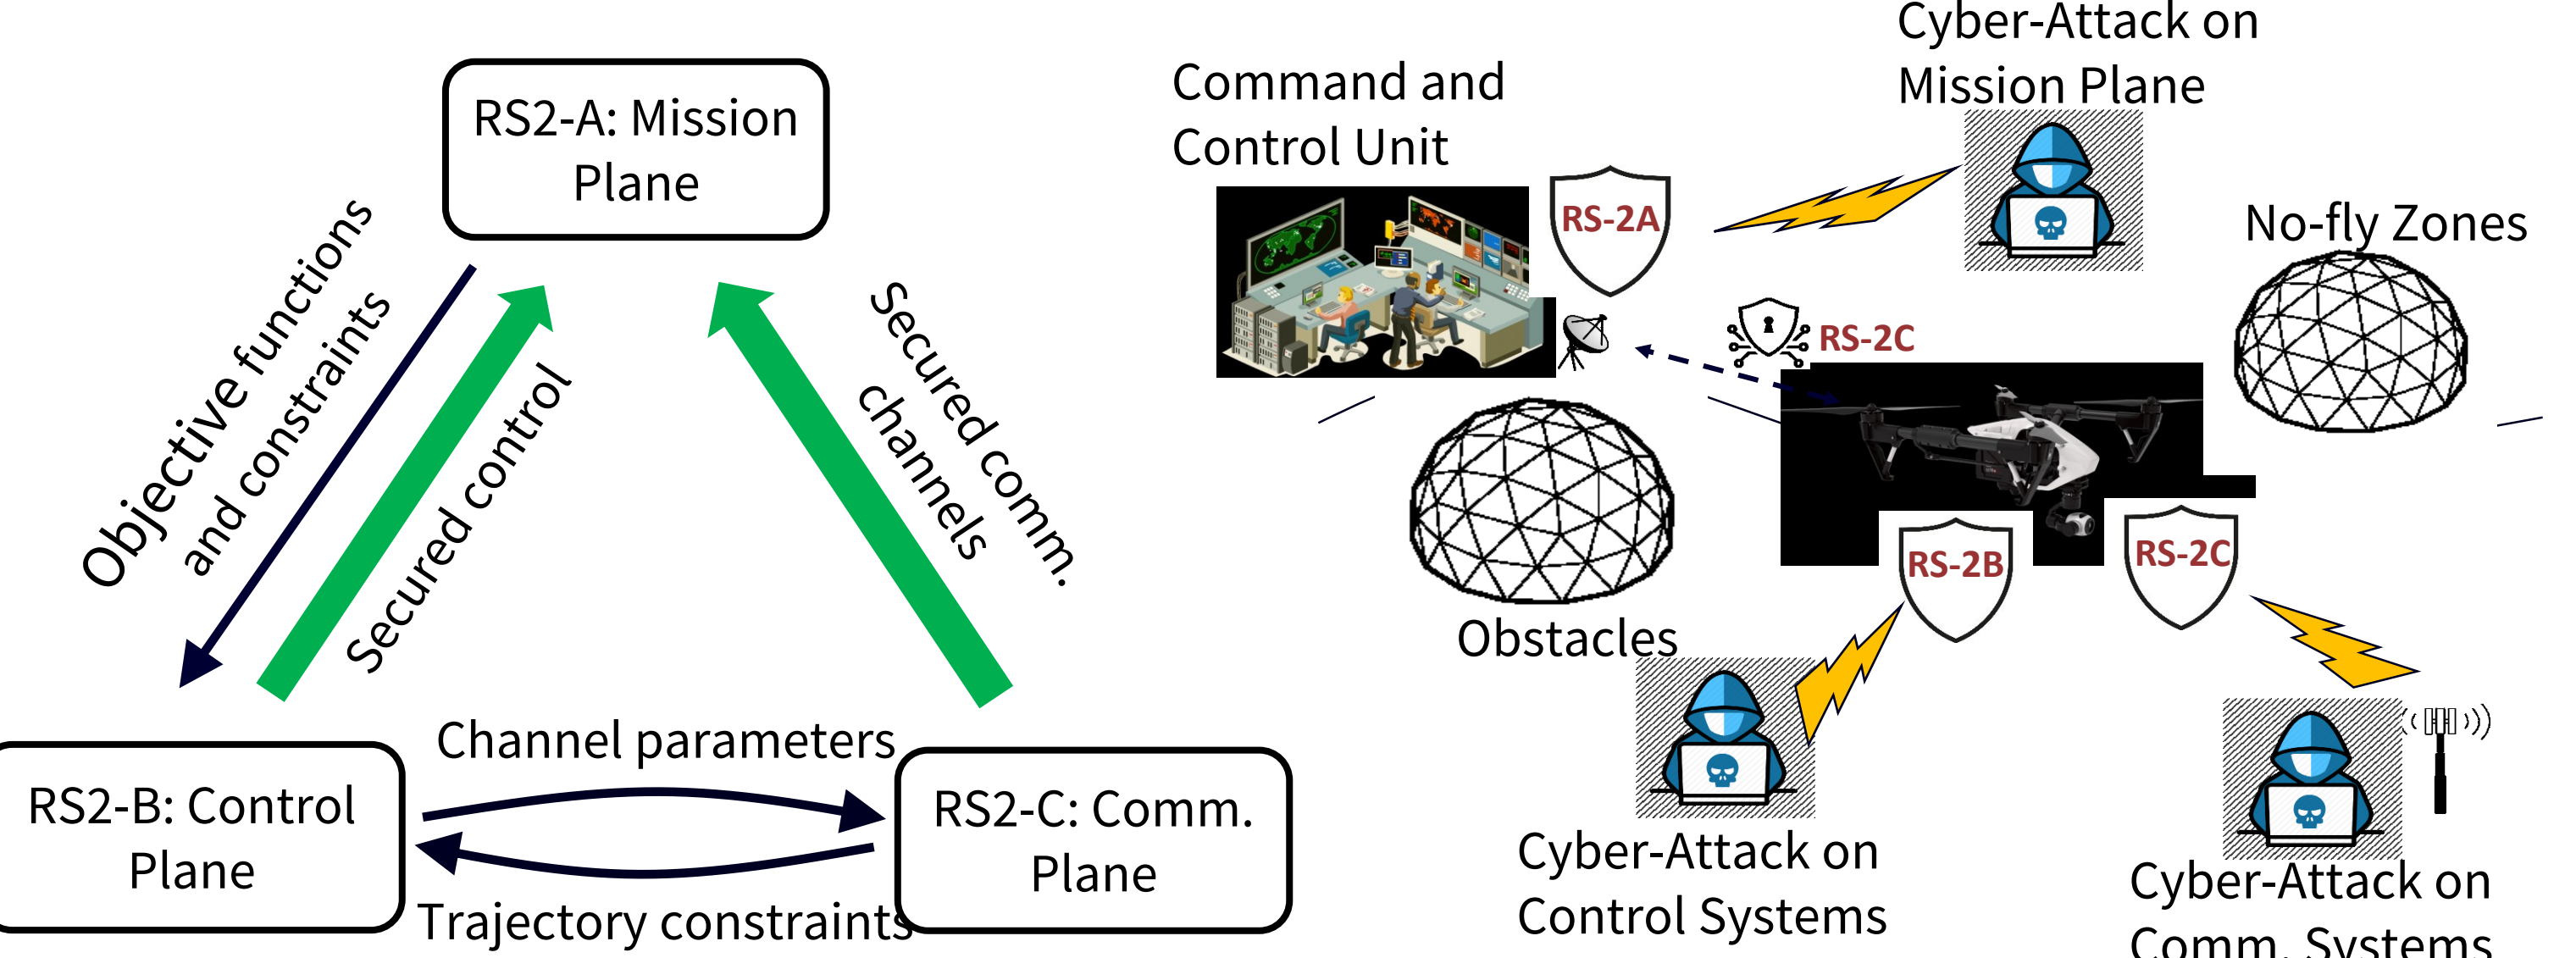 RS2-A: Mission
Plane
Objective functions
and constraints
Secured control
Secured comm.
channels
Channel parameters
RS2-B: Control
Plane
RS2-C: Comm.
Plane
Trajectory constraints
Command and
Control Unit
RS-2A
Cyber-Attack on
Mission Plane
No-fly Zones
RS-2C
Obstacles
RS-2B
RS-2C
Cyber-Attack on
Control Systems
Cyber-Attack on
Comm. Systems